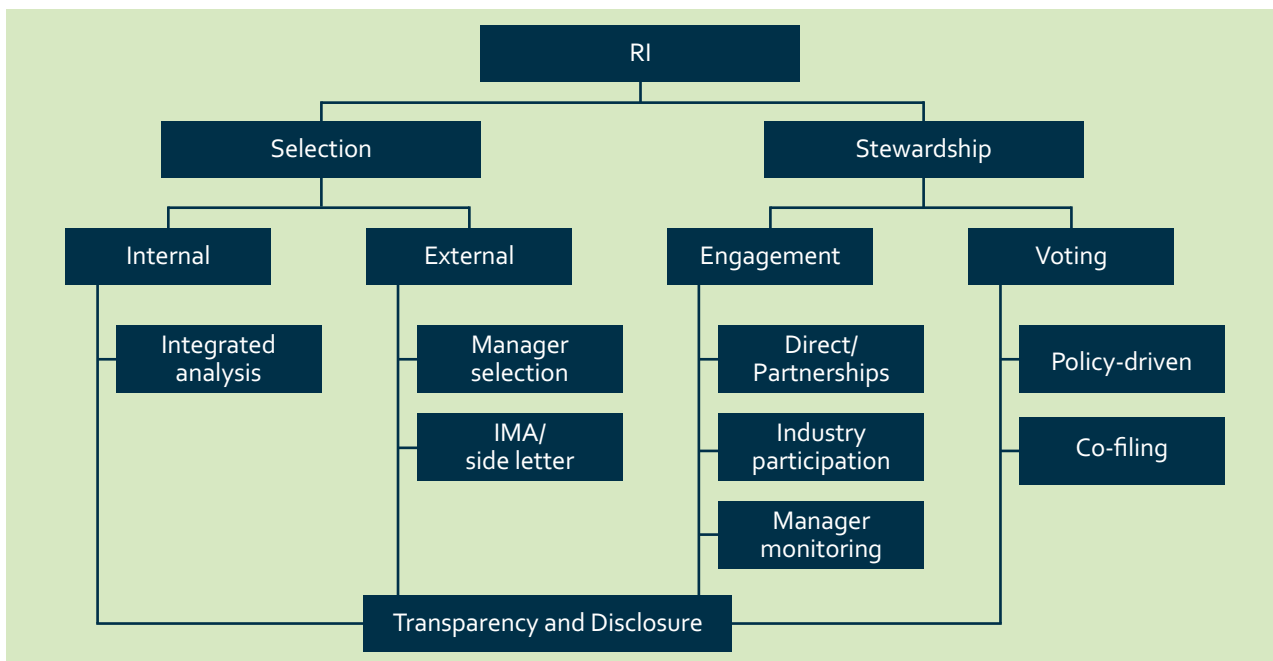 RI
Selection
Stewardship
Internal
External
Engagement
Voting
Integrated
analysis
Manager
selection
Direct/
Partnerships
Policy-driven
IMA/
side letter
Industry
participation
Co-filing
Manager
monitoring
Transparency and Disclosure